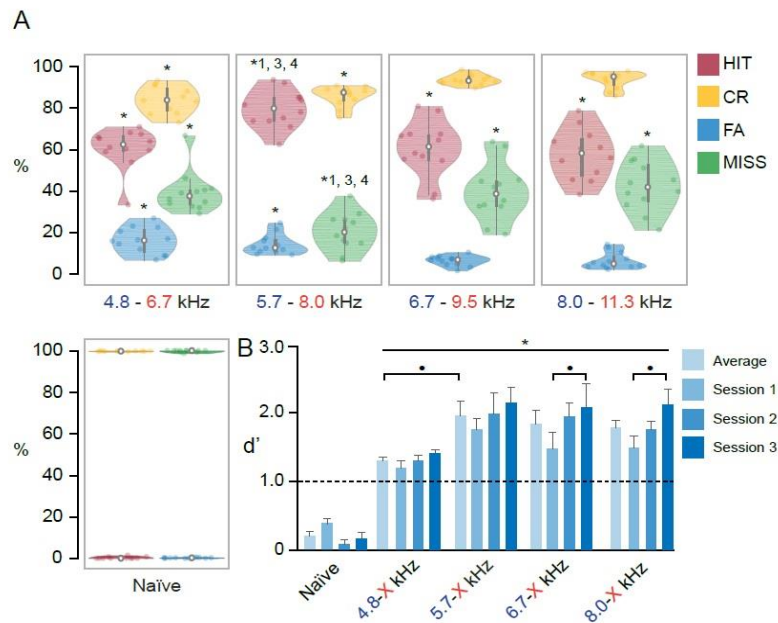 A
100
80
60
%
40
20
0
*
*
*
*
*1, 3, 4
*
*1, 3, 4
*
*
*
*
*
HIT
CR
FA
MISS
4.8 - 6.7 kHz
5.7 - 8.0 kHz
6.7 - 9.5 kHz
8.0 - 11.3 kHz
100
80
60
%
40
20
0
Naïve
B
3.0
2.0
d'
1.0
0
*
Average
Session 1
Session 2
Session 3
Naïve
4.8-X kHz
5.7-X kHz
6.7-X kHz
8.0-X kHz